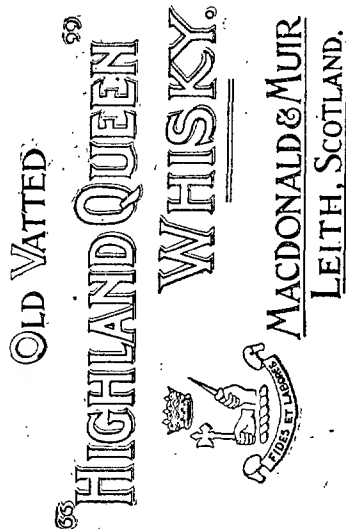 OLD VATTED
"HIGHLAND QUEEN"
WHISKY.
FIDES ET LABORE
MACDONALD & MUIR
LEITH, SCOTLAND.